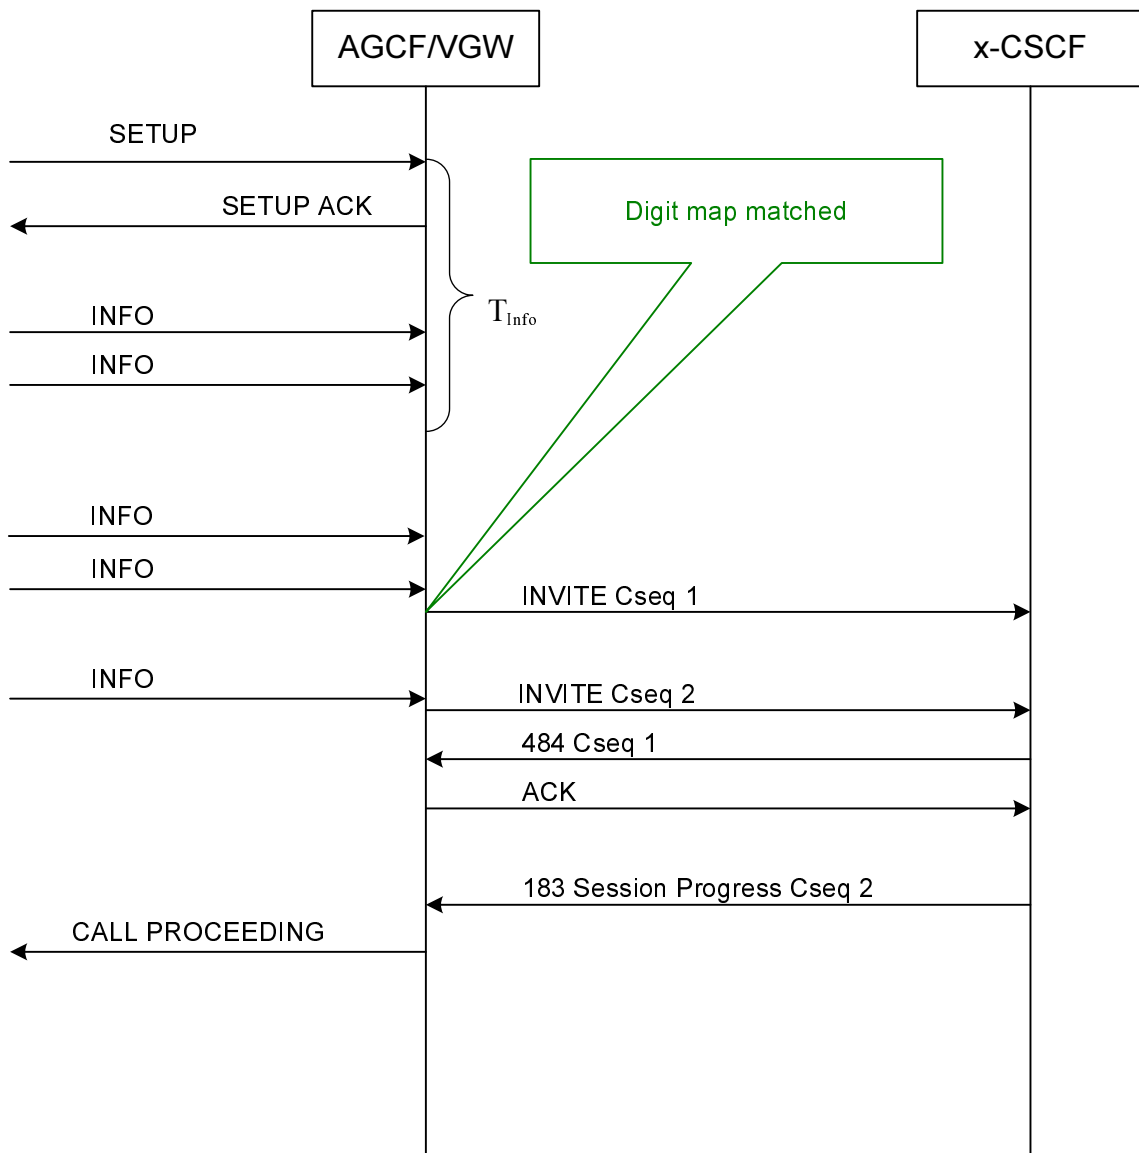 AGCF/VGW
x-CSCF
SETUP
SETUP ACK
Digit map matched
INFO
TInfo
INFO
INFO
INFO
INVITE Cseq 1
INFO
INVITE Cseq 2
484 Cseq 1
ACK
183 Session Progress Cseq 2
CALL PROCEEDING